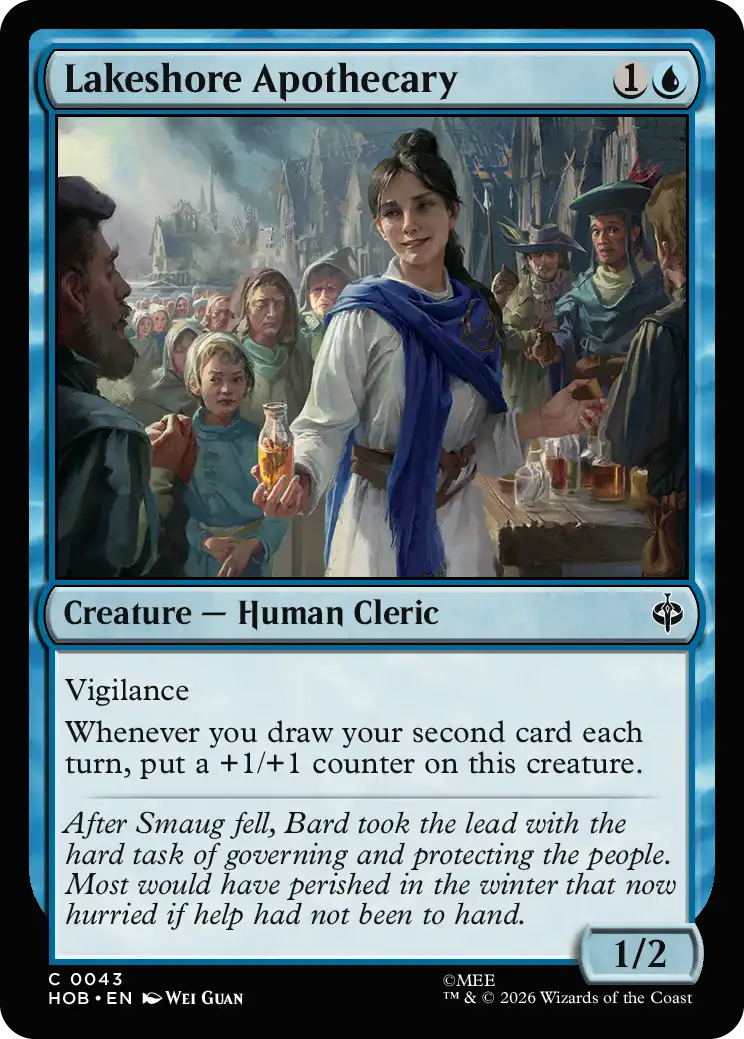 Lakeshore Apothecary 1
Creature — Human Cleric
Vigilance
Whenever you draw your second card each
turn, put a +1/+1 counter on this creature.
After Smaug fell, Bard took the lead with the
hard task of governing and protecting the people.
Most would have perished in the winter that now
hurried if help had not been to hand.
1/2
C 0043
HOB • EN Wei Guan
©MEE
™ & © 2026 Wizards of the Coast